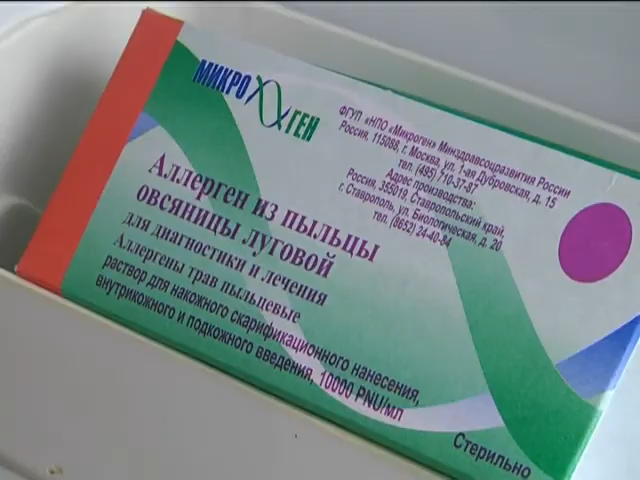 МИКРО ГЕН
ФГУП «НПО «Микроген» Минздравсоцразвития России
Россия, 115088, г. Москва, ул. 1-ая Дубровская, д. 15
тел. (495) 710-37-87
Адрес производства:
Россия, 355019, Ставропольский край,
г. Ставрополь, ул. Биологическая, д. 20
тел. (8652) 24-40-84
Аллерген из пыльцы
овсяницы луговой
для диагностики и лечения
Аллергены трав пыльцевые
раствор для накожного скарификационного нанесения,
внутрикожного и подкожного введения, 10000 PNU/мл
Стерильно